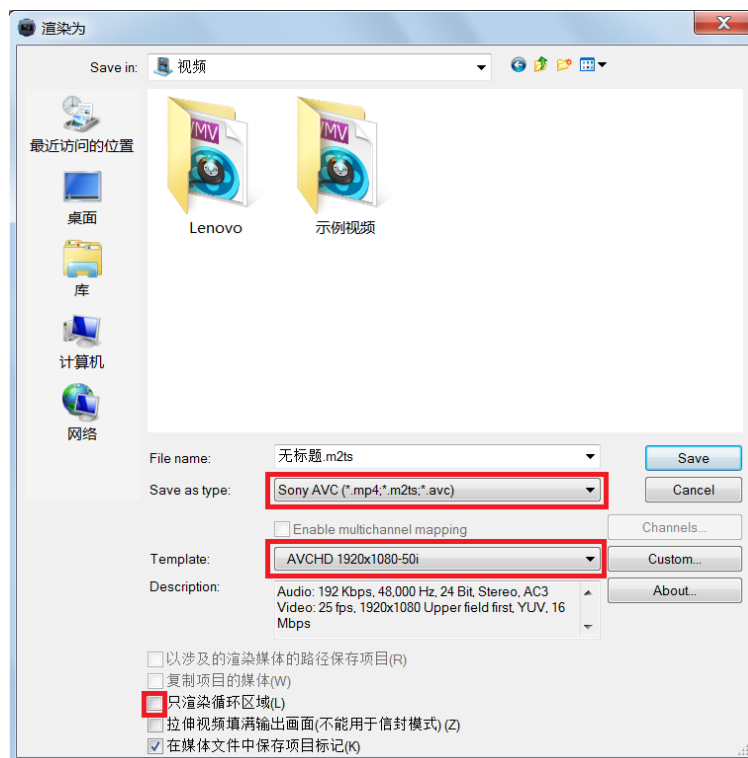 渲染为
Save in:
视频
最近访问的位置
桌面
库
计算机
网络
Lenovo
示例视频
File name:
无标题.m2ts
Save
Save as type:
Sony AVC (*.mp4;*.m2ts;*.avc)
Cancel
Enable multichannel mapping
Channels...
Template:
AVCHD 1920x1080-50i
Custom...
Description:
Audio: 192 Kbps, 48,000 Hz, 24 Bit, Stereo, AC3
Video: 25 fps, 1920x1080 Upper field first, YUV, 16
Mbps
About...
以涉及的渲染媒体的路径保存项目(R)
复制项目的媒体(W)
只渲染循环区域(L)
拉伸视频填满输出画面(不能用于信封模式) (Z)
在媒体文件中保存项目标记(K)